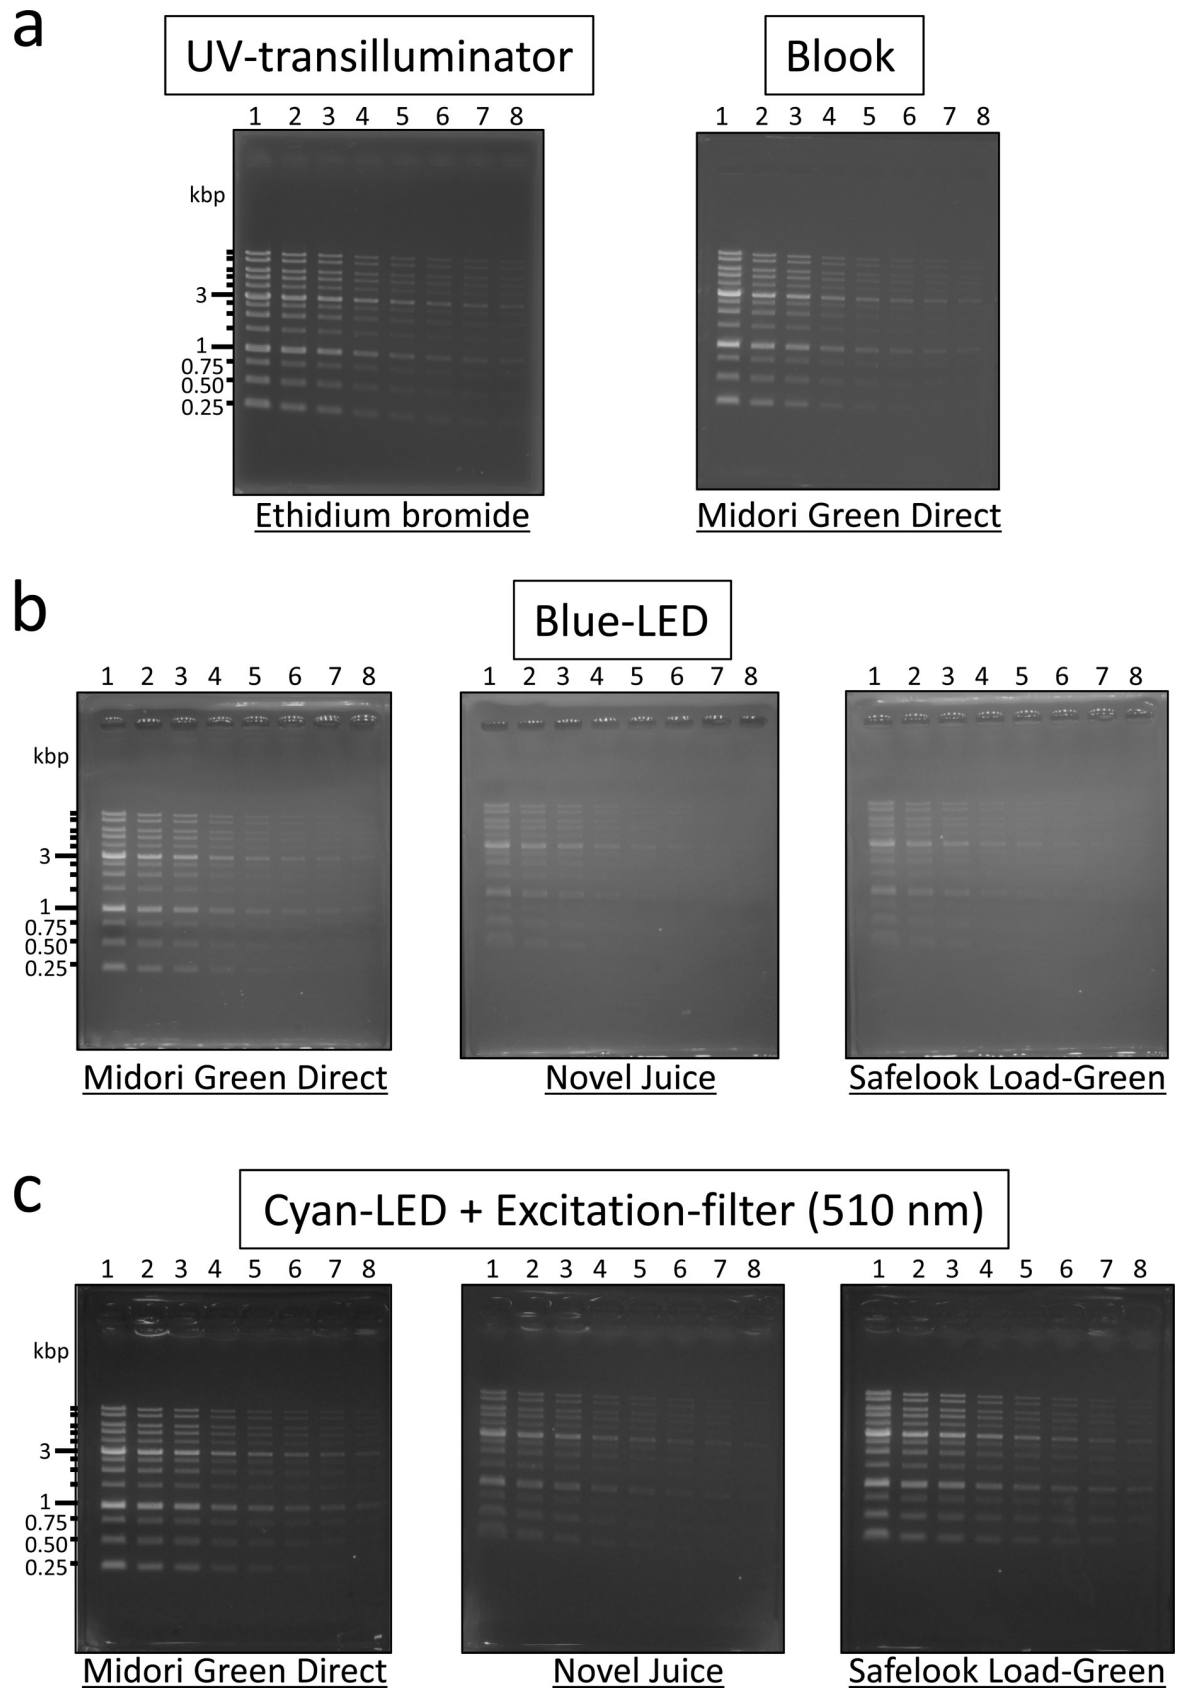 a
UV-transilluminator
Blook
1 2 3 4 5 6 7 8
1 2 3 4 5 6 7 8
kbp
3
1
0.75
0.50
0.25
Ethidium bromide
Midori Green Direct
b
Blue-LED
1 2 3 4 5 6 7 8
1 2 3 4 5 6 7 8
1 2 3 4 5 6 7 8
kbp
3
1
0.75
0.50
0.25
Midori Green Direct
Novel Juice
Safelook Load-Green
c
Cyan-LED + Excitation-filter (510 nm)
1 2 3 4 5 6 7 8
1 2 3 4 5 6 7 8
1 2 3 4 5 6 7 8
kbp
3
1
0.75
0.50
0.25
Midori Green Direct
Novel Juice
Safelook Load-Green